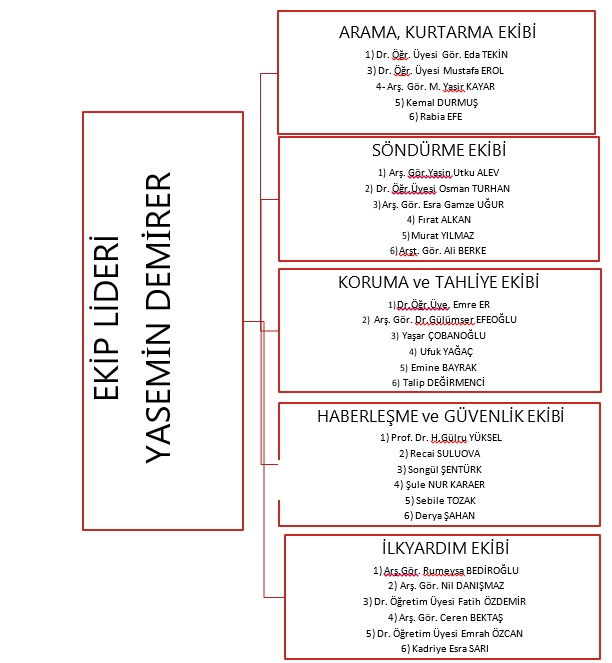 EKİP LİDERİ
YASEMİN DEMİRER
ARAMA, KURTARMA EKİBİ
1) Dr. Öğr. Üyesi Gör. Eda TEKİN
3) Dr. Öğr. Üyesi Mustafa EROL
4- Arş. Gör. M. Yasir KAYAR
5) Kemal DURMUŞ
6) Rabia EFE
SÖNDÜRME EKİBİ
1) Arş. Gör.Yasin Utku ALEV
2) Dr. Öğr.Üyesi Osman TURHAN
3)Arş. Gör. Esra Gamze UĞUR
4) Fırat ALKAN
5)Murat YILMAZ
6)Arşt. Gör. Ali BERKE
KORUMA ve TAHLİYE EKİBİ
1)Dr.Öğr.Üye. Emre ER
2) Arş. Gör. Dr.Gülümser EFEOĞLU
3) Yaşar ÇOBANOĞLU
4) Ufuk YAĞAÇ
5) Emine BAYRAK
6) Talip DEĞİRMENCİ
HABERLEŞME ve GÜVENLİK EKİBİ
1) Prof. Dr. H.Gülru YÜKSEL
2) Recai SULUOVA
3) Songül ŞENTÜRK
4) Şule NUR KARAER
5) Sebile TOZAK
6) Derya ŞAHAN
İLKYARDIM EKİBİ
1) Arş.Gör. Rumeysa BEDİROĞLU
2) Arş. Gör. Nil DANIŞMAZ
3) Dr. Öğretim Üyesi Fatih ÖZDEMİR
4) Arş. Gör. Ceren BEKTAŞ
5) Dr. Öğretim Üyesi Emrah ÖZCAN
6) Kadriye Esra SARI